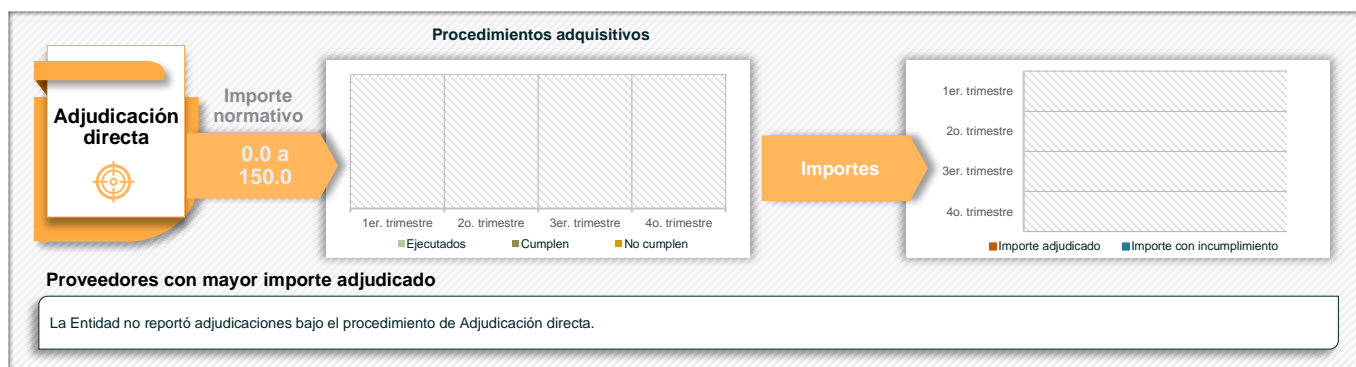 Procedimientos adquisitivos
Adjudicación
directa
Importe
normativo
0.0 a
150.0
1er. trimestre
2o. trimestre
3er. trimestre
4o. trimestre
Ejecutados
Cumplen
No cumplen
Importes
1er. trimestre
2o. trimestre
3er. trimestre
4o. trimestre
Importe adjudicado
Importe con incumplimiento
Proveedores con mayor importe adjudicado
La Entidad no reportó adjudicaciones bajo el procedimiento de Adjudicación directa.